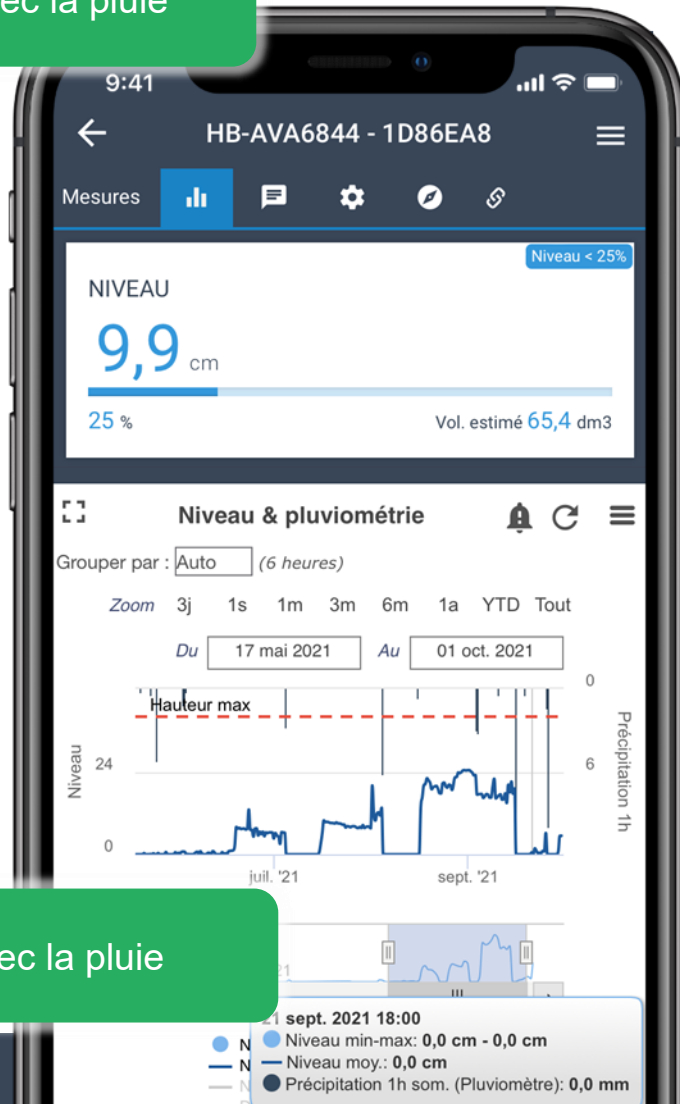 ec la pluie
9:41
HB-AVA6844 - 1D86EA8
Mesures
Niveau < 25%
NIVEAU
9,9 cm
25 %
Vol. estimé 65,4 dm3
Niveau & pluviométrie
Grouper par : Auto (6 heures)
Zoom 3j 1s 1m 3m 6m 1a YTD Tout
Du 17 mai 2021 Au 01 oct. 2021
0
Hauteur max
Niveau
24
6
Précipitation 1h
0
juil. '21 sept. '21
ec la pluie
21
sept. 2021 18:00
N
Niveau min-max: 0,0 cm - 0,0 cm
N
Niveau moy.: 0,0 cm
N
Précipitation 1h som. (Pluviomètre): 0,0 mm